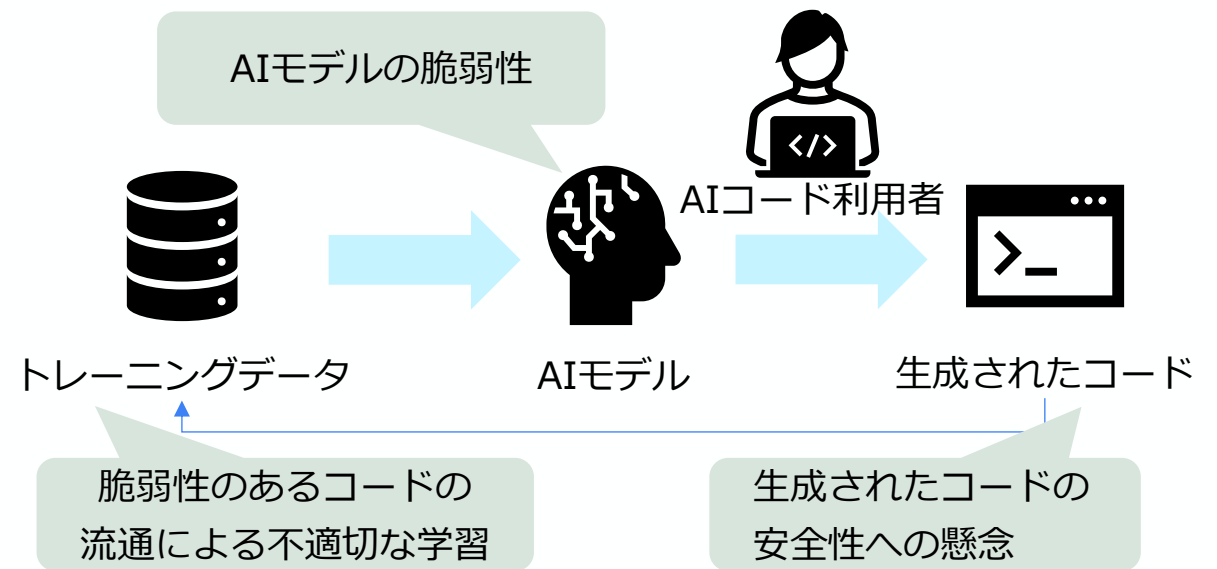 AIモデルの脆弱性
</>
AIコード利用者
>_
トレーニングデータ
AIモデル
生成されたコード
脆弱性のあるコードの
流通による不適切な学習
生成されたコードの
安全性への懸念